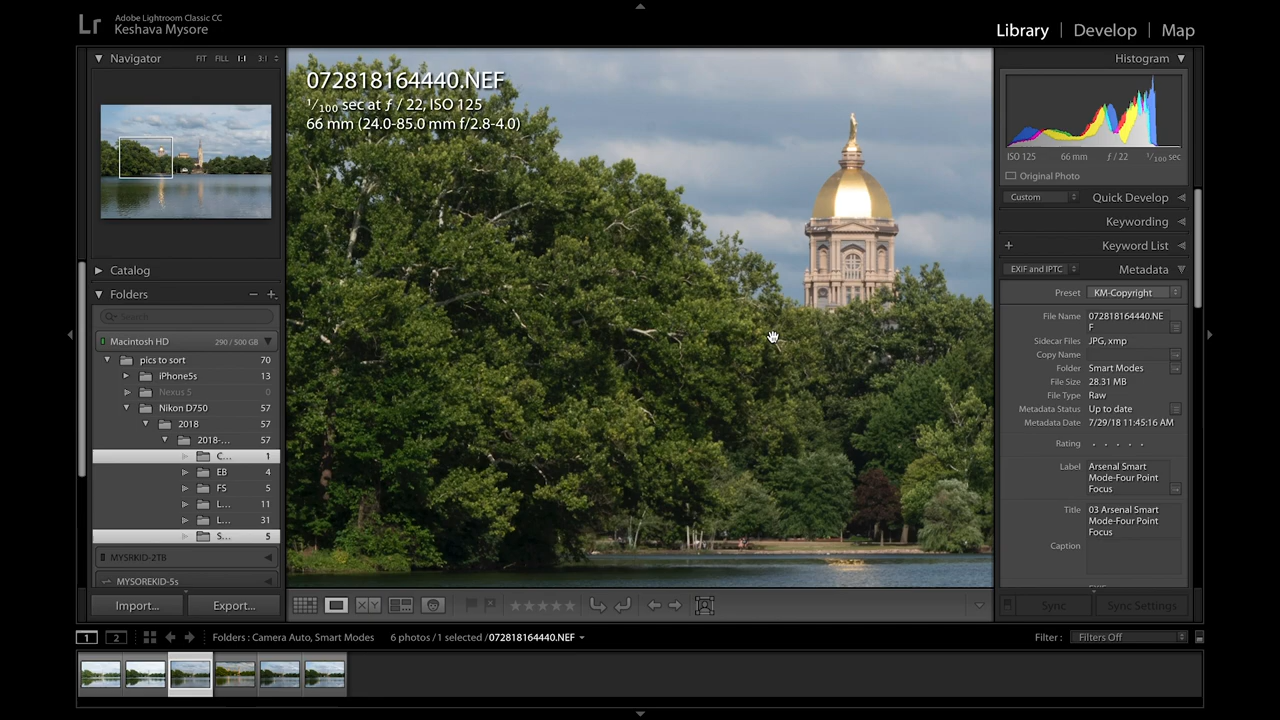 Lr
Adobe Lightroom Classic CC
Keshava Mysore
Library | Develop | Map
Navigator FIT FILL 1:1 3:1
Catalog
Folders
Search
Macintosh HD 290 / 500 GB
pics to sort 70
iPhone5s 13
Nexus 5 0
Nikon D750 57
2018 57
2018-... 57
C... 1
EB 4
FS 5
L... 11
L... 31
S... 5
MYSRKID-2TB
MYSOREKID-5s
Import... Export...
072818164440.NEF
1/100 sec at ƒ / 22, ISO 125
66 mm (24.0-85.0 mm f/2.8-4.0)
Histogram
ISO 125 66 mm ƒ / 22 1/100 sec
Original Photo
Custom Quick Develop
Keywording
Keyword List
EXIF and IPTC Metadata
Preset KM-Copyright
File Name 072818164440.NE
F
Sidecar Files JPG, xmp
Copy Name
Folder Smart Modes
File Size 28.31 MB
File Type Raw
Metadata Status Up to date
Metadata Date 7/29/18 11:45:16 AM
Rating
Label Arsenal Smart
Mode-Four Point
Focus
Title 03 Arsenal Smart
Mode-Four Point
Focus
Caption
Sync Sync Settings
X Y
1 2 Folders : Camera Auto, Smart Modes 6 photos / 1 selected / 072818164440.NEF Filter : Filters Off